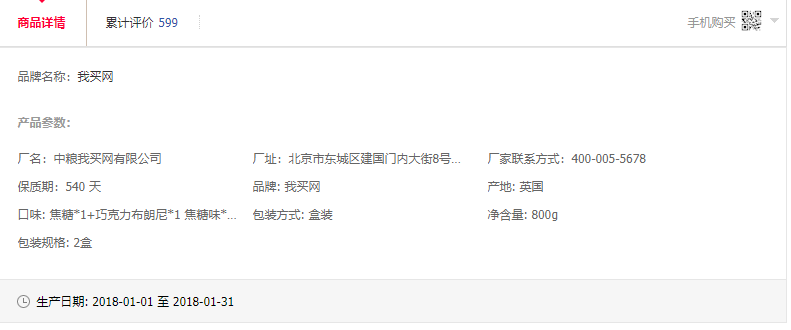 商品详情 累计评价 599 手机购买
品牌名称：我买网
产品参数：
厂名：中粮我买网有限公司 厂址：北京市东城区建国门内大街8号... 厂家联系方式：400-005-5678
保质期：540 天 品牌: 我买网 产地: 英国
口味: 焦糖*1+巧克力布朗尼*1 焦糖味*... 包装方式: 盒装 净含量: 800g
包装规格: 2盒
生产日期: 2018-01-01 至 2018-01-31